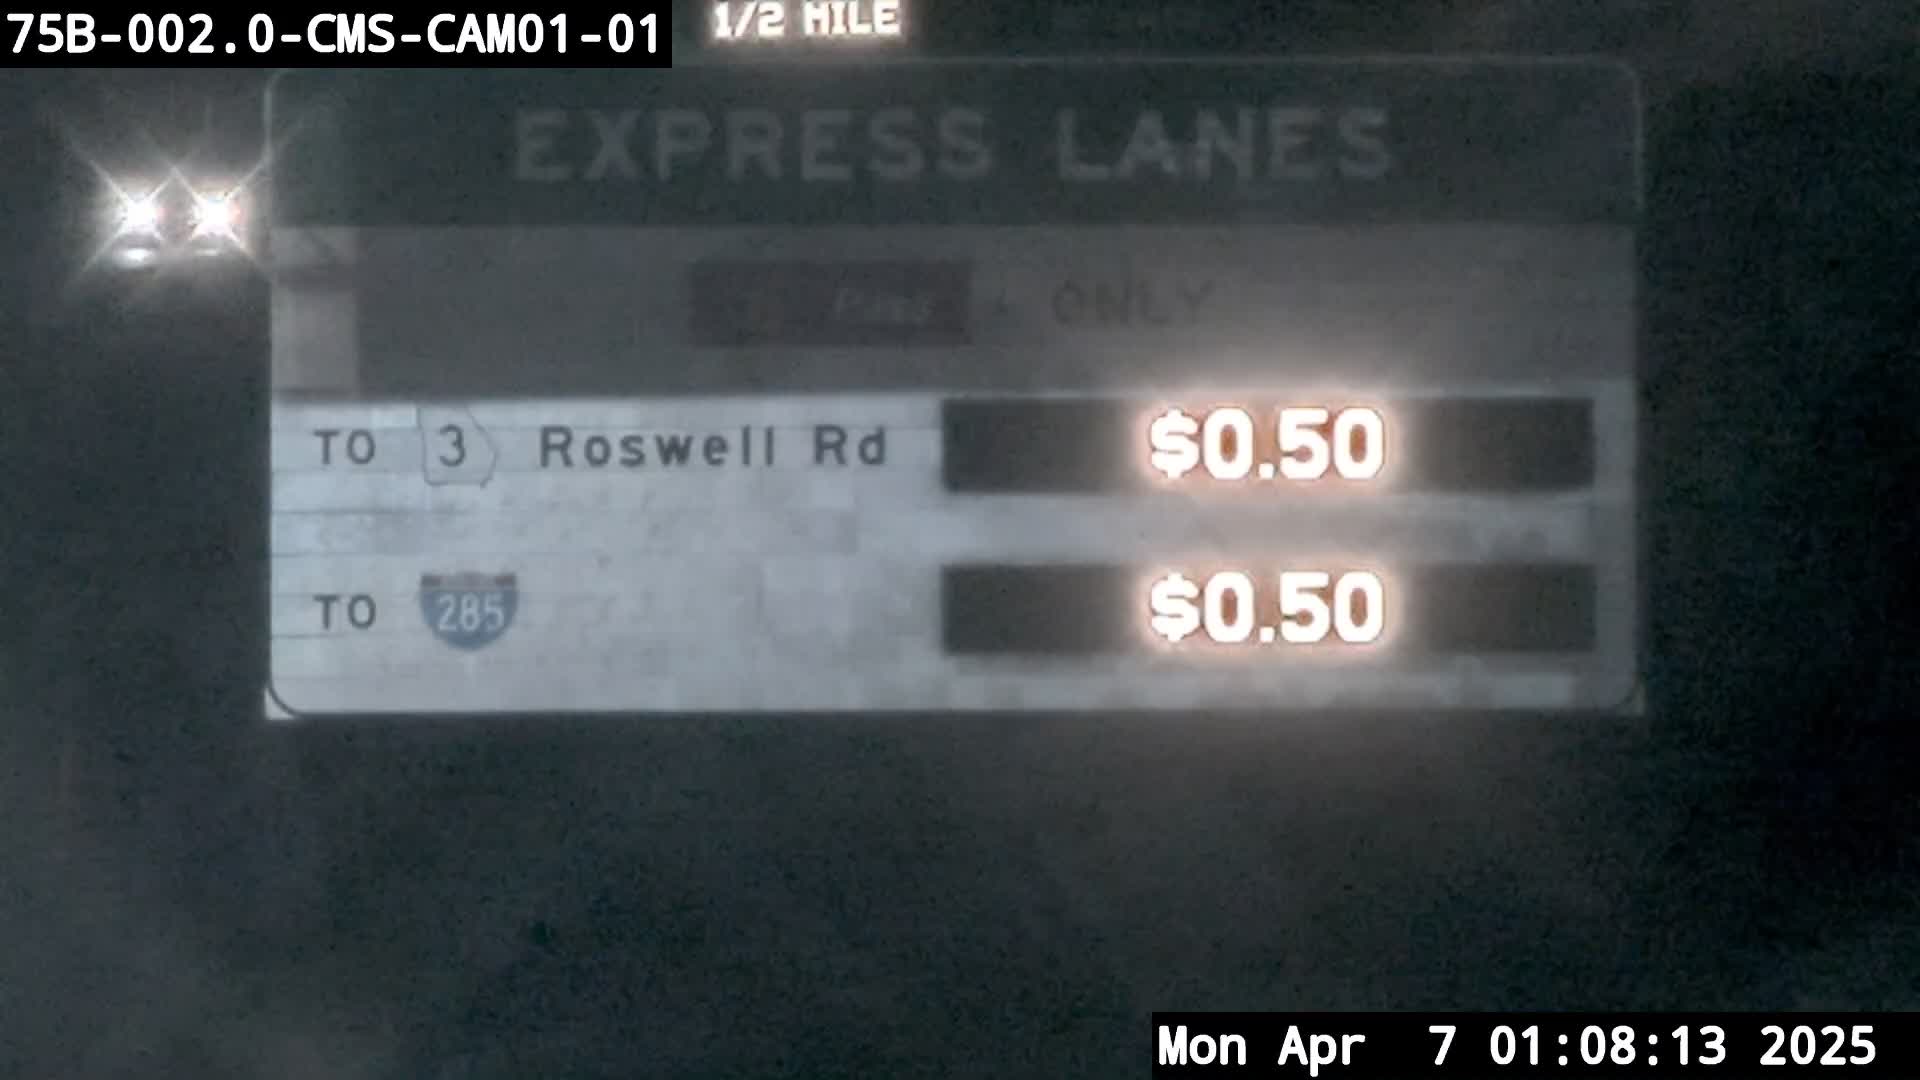 75B-002.0-CMS-CAM01-01
1/2 MILE
EXPRESS LANES
Pass ONLY
TO 3 Roswell Rd $0.50
TO 285 $0.50
Mon Apr 7 01:08:13 2025